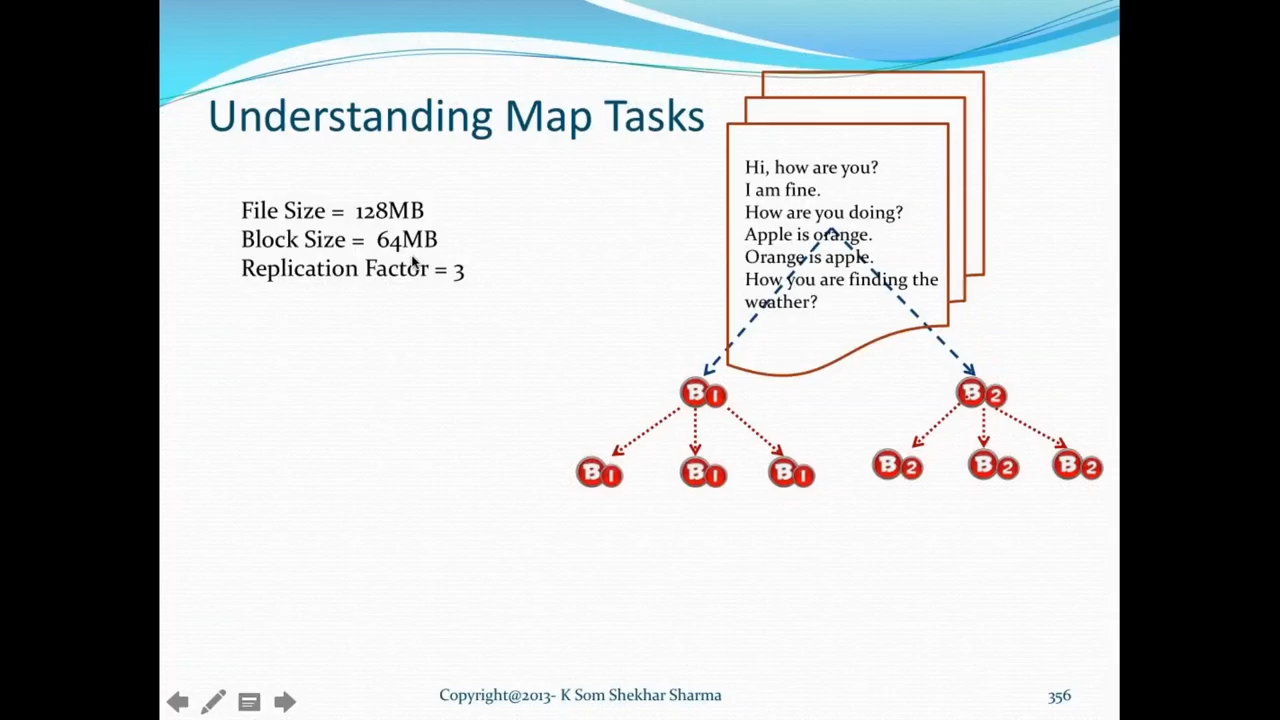 Understanding Map Tasks
File Size = 128MB
Block Size = 64MB
Replication Factor = 3
Hi, how are you?
I am fine.
How are you doing?
Apple is orange.
Orange is apple.
How you are finding the
weather?
B1
B2
B1 B1 B1 B2 B2 B2
Copyright@2013- K Som Shekhar Sharma
356